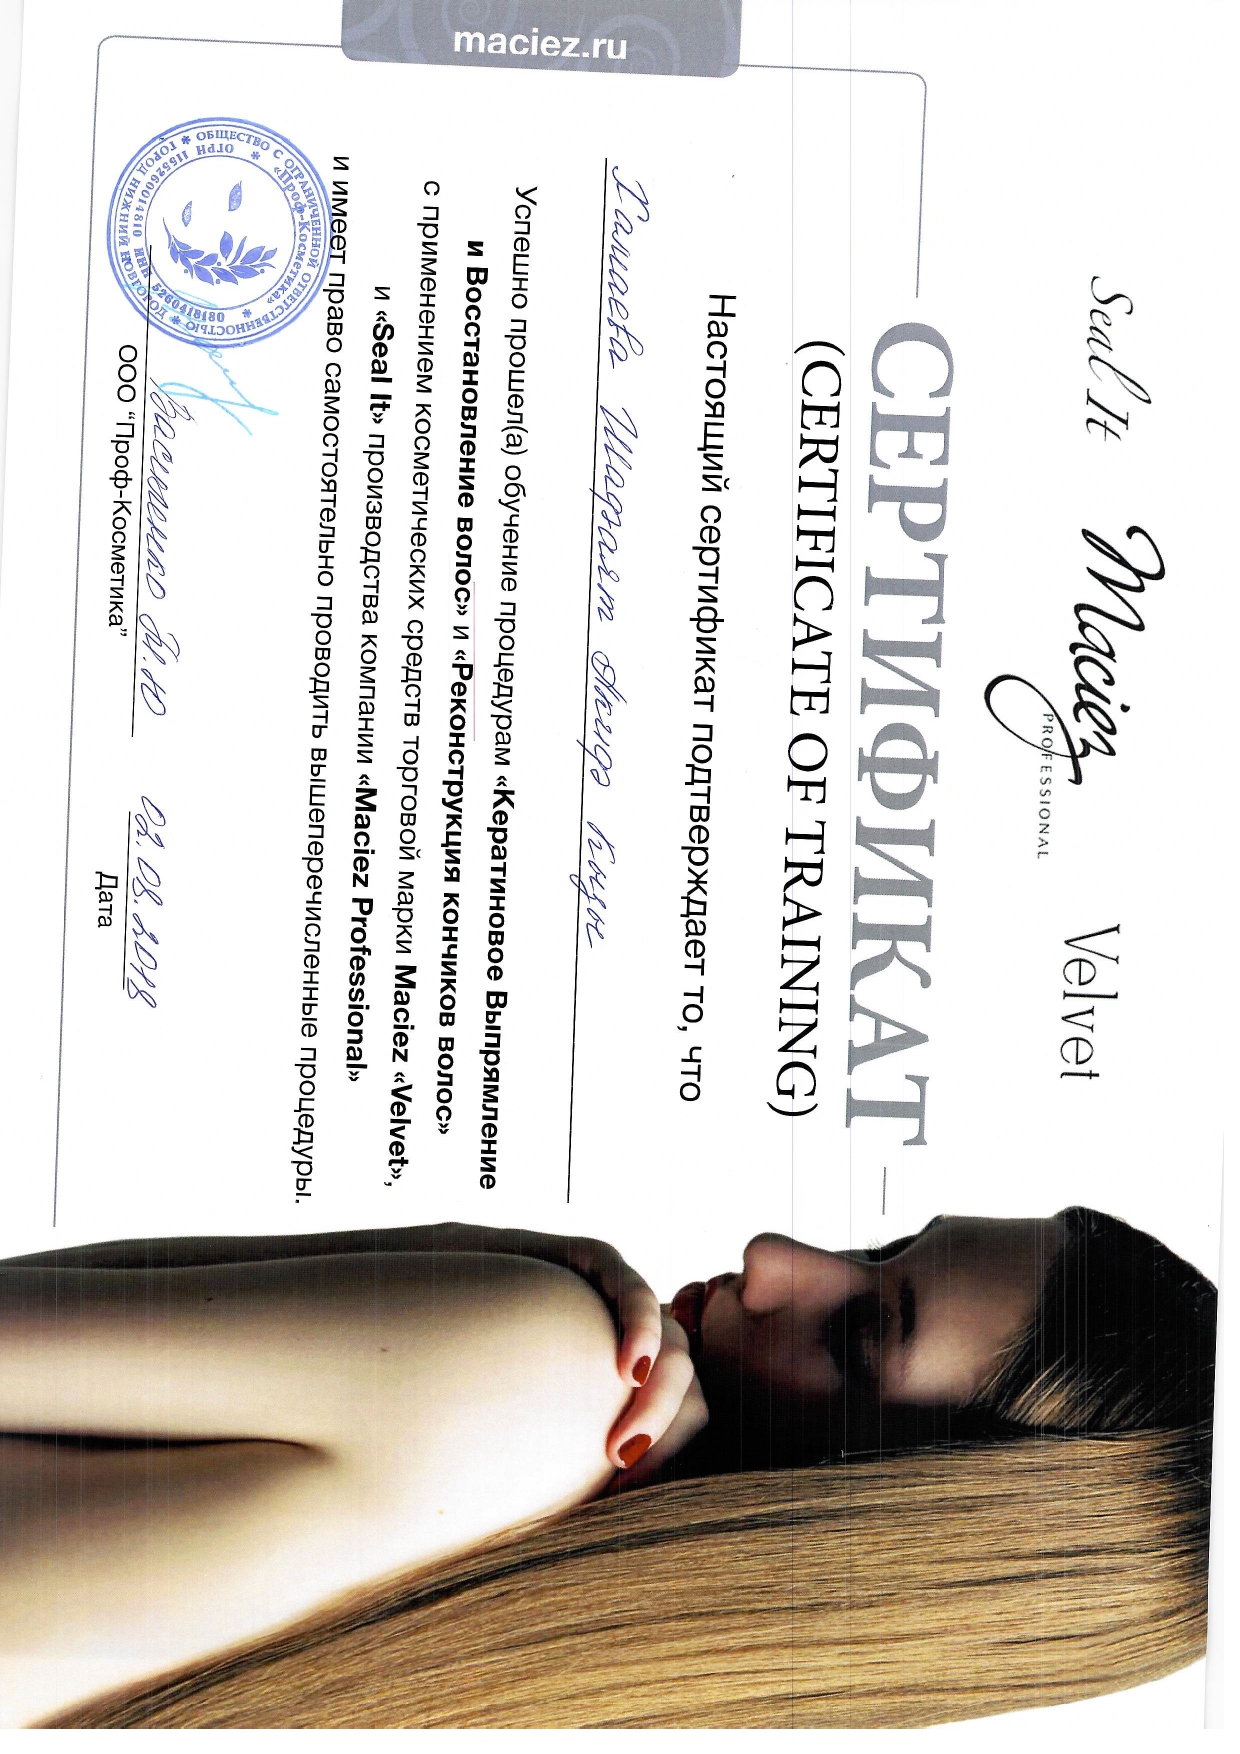 Seal It
Maciez
PROFESSIONAL
Velvet
СЕРТИФИКАТ
(CERTIFICATE OF TRAINING)
Настоящий сертификат подтверждает то, что
Хамаева Шафаят Акиф Кызы
Успешно прошел(а) обучение процедурам «Кератиновое Выпрямление
и Восстановление волос» и «Реконструкция кончиков волос»
с применением косметических средств торговой марки Maciez «Velvet»,
и «Seal It» производства компании «Maciez Professional»
и имеет право самостоятельно проводить вышеперечисленные процедуры.
maciez.ru
ОБЩЕСТВО С ОГРАНИЧЕННОЙ ОТВЕТСТВЕННОСТЬЮ
«Проф-Косметика»
ОГРН 1155260014810 ИНН 5260418180
ГОРОД НИЖНИЙ НОВГОРОД
Василенко Н.Ю
ООО “Проф-Косметика”
02.08.2018
Дата